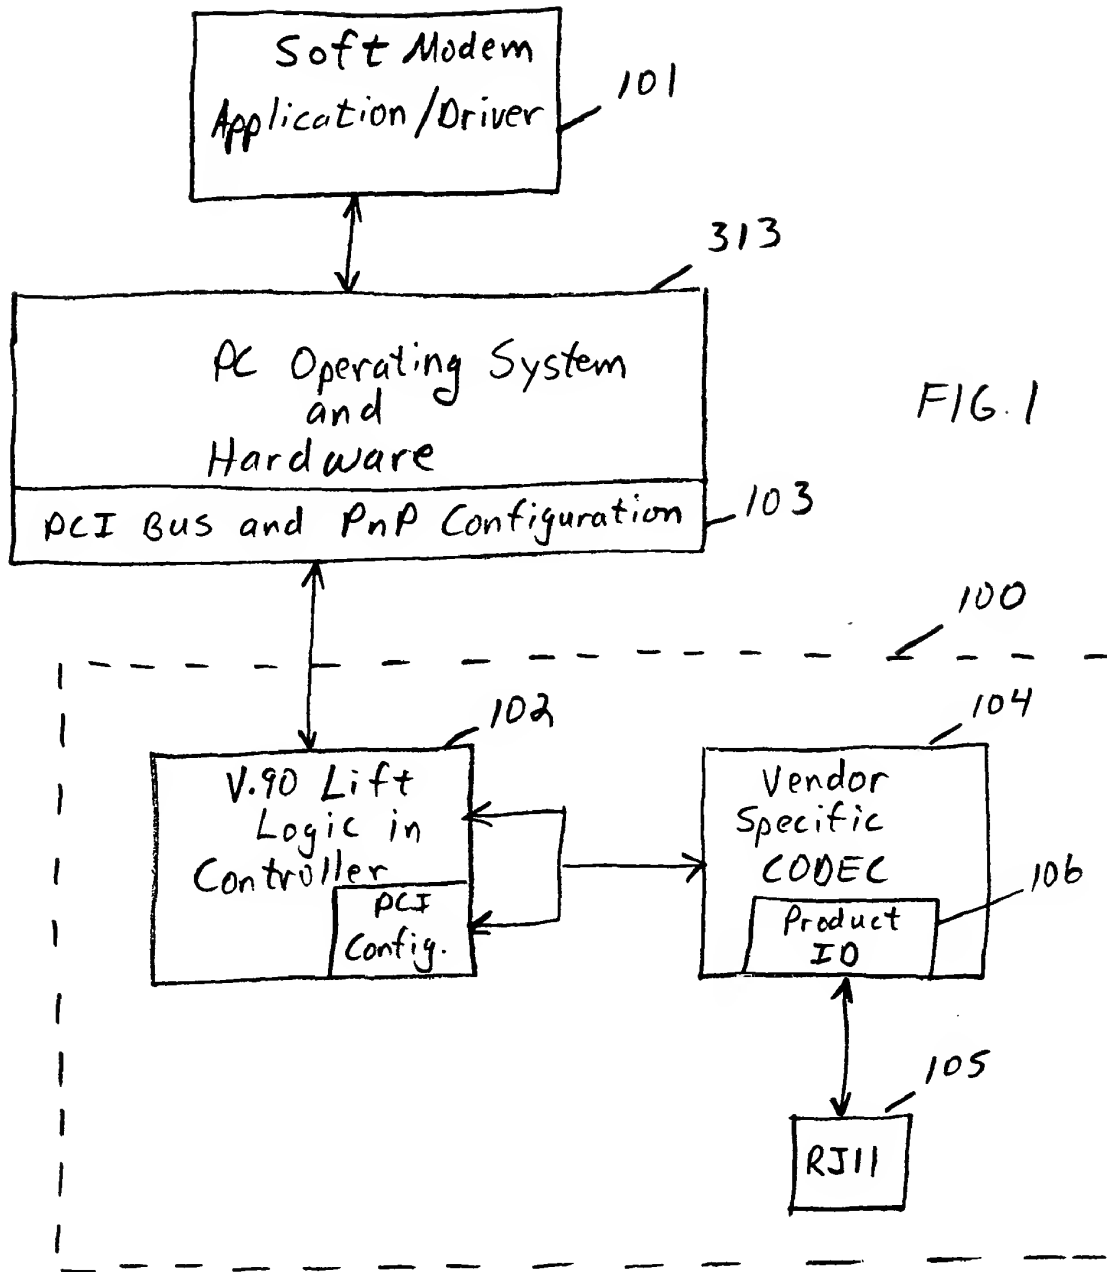 Soft Modem
Application/Driver
101
313
PC Operating System
and
Hardware
FIG. 1
PCI Bus and PnP Configuration
103
100
102
V.90 Lift
Logic in
Controller
PCI
Config.
104
Vendor
Specific
CODEC
106
Product
ID
105
RJ11